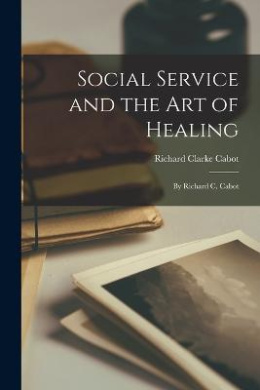 Social Service
and the Art of
Healing
Richard Clarke Cabot
By Richard C. Cabot